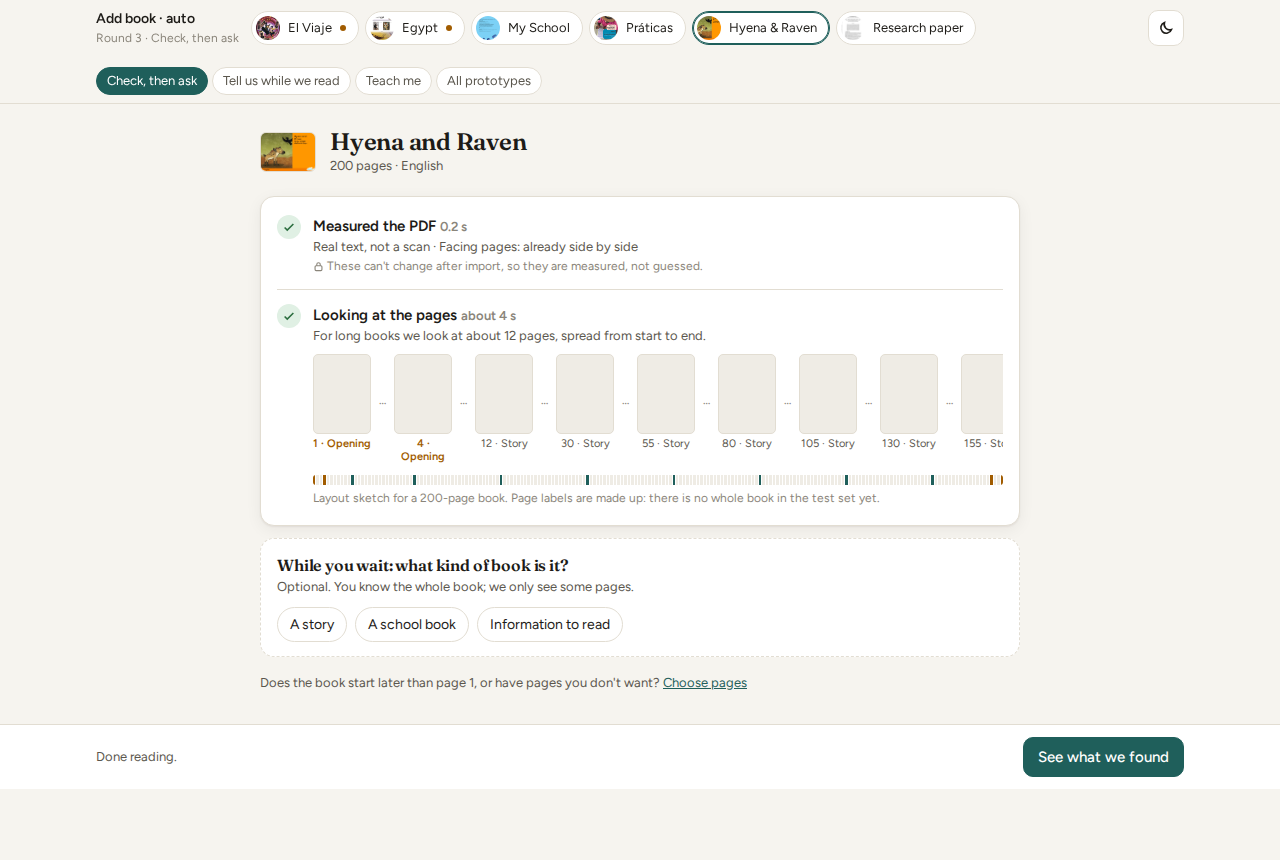 Add book · auto
Round 3 · Check, then ask
El Viaje
Egypt
My School
Práticas
Hyena & Raven
Research paper
Check, then ask
Tell us while we read
Teach me
All prototypes
Hyena and Raven
200 pages · English
Measured the PDF 0.2 s
Real text, not a scan · Facing pages: already side by side
These can't change after import, so they are measured, not guessed.
Looking at the pages about 4 s
For long books we look at about 12 pages, spread from start to end.
... ... ... ... ... ... ... ...
1 · Opening
4 · Opening
12 · Story
30 · Story
55 · Story
80 · Story
105 · Story
130 · Story
155 · Sto
Layout sketch for a 200-page book. Page labels are made up: there is no whole book in the test set yet.
While you wait: what kind of book is it?
Optional. You know the whole book; we only see some pages.
A story
A school book
Information to read
Does the book start later than page 1, or have pages you don't want? Choose pages
Done reading.
See what we found